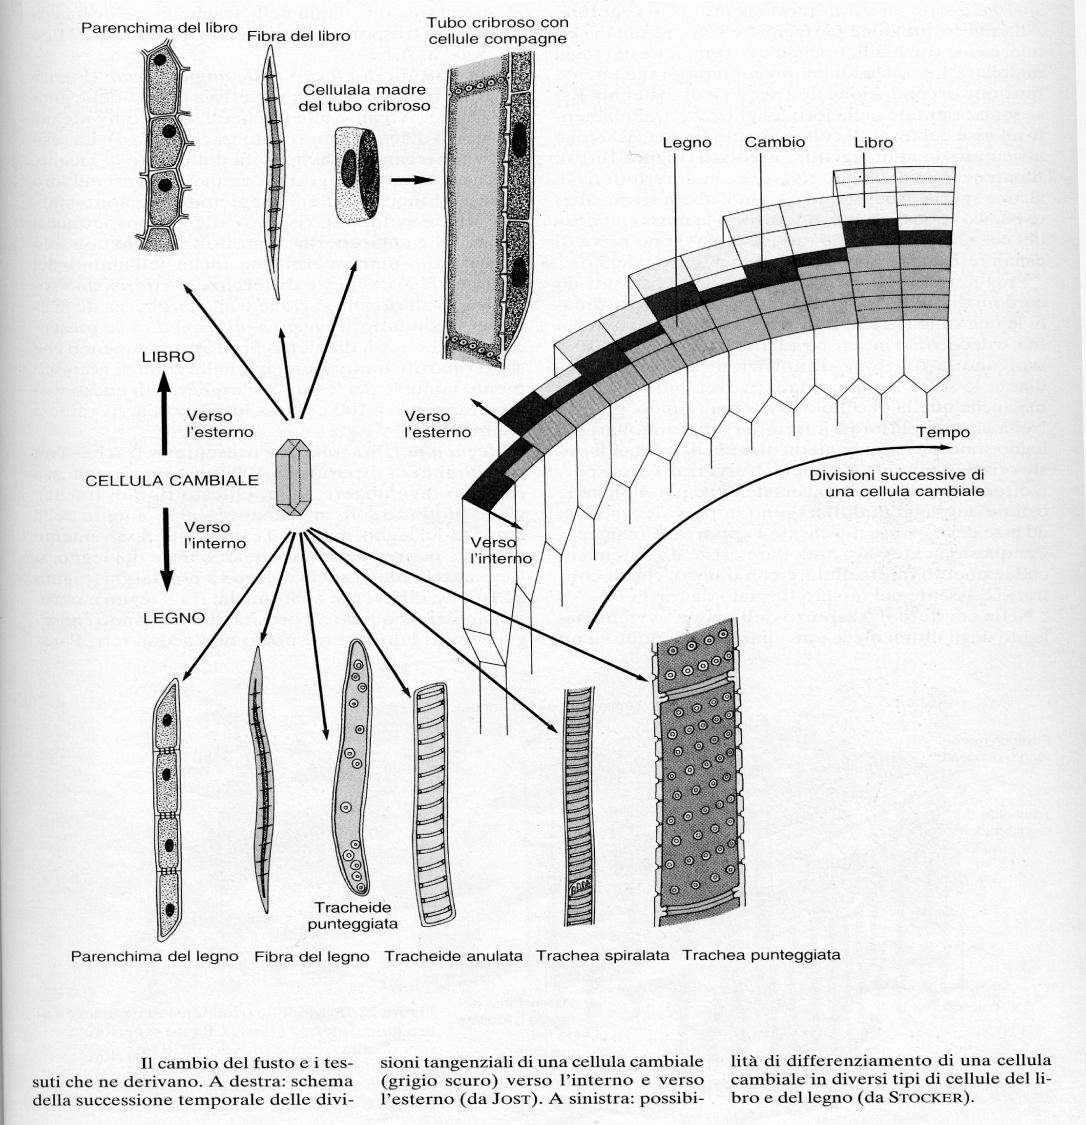 Parenchima del libro
Fibra del libro
Tubo cribroso con
cellule compagne
Cellulala madre
del tubo cribroso
Legno
Cambio
Libro
LIBRO
Verso
l'esterno
CELLULA CAMBIALE
Verso
l'interno
LEGNO
Verso
l'esterno
Verso
l'interno
Tempo
Divisioni successive di
una cellula cambiale
Tracheide
punteggiata
Parenchima del legno
Fibra del legno
Tracheide anulata
Trachea spiralata
Trachea punteggiata
Il cambio del fusto e i tes-
suti che ne derivano. A destra: schema
della successione temporale delle divi-
sioni tangenziali di una cellula cambiale
(grigio scuro) verso l'interno e verso
l'esterno (da JOST). A sinistra: possibi-
lità di differenziamento di una cellula
cambiale in diversi tipi di cellule del li-
bro e del legno (da STOCKER).